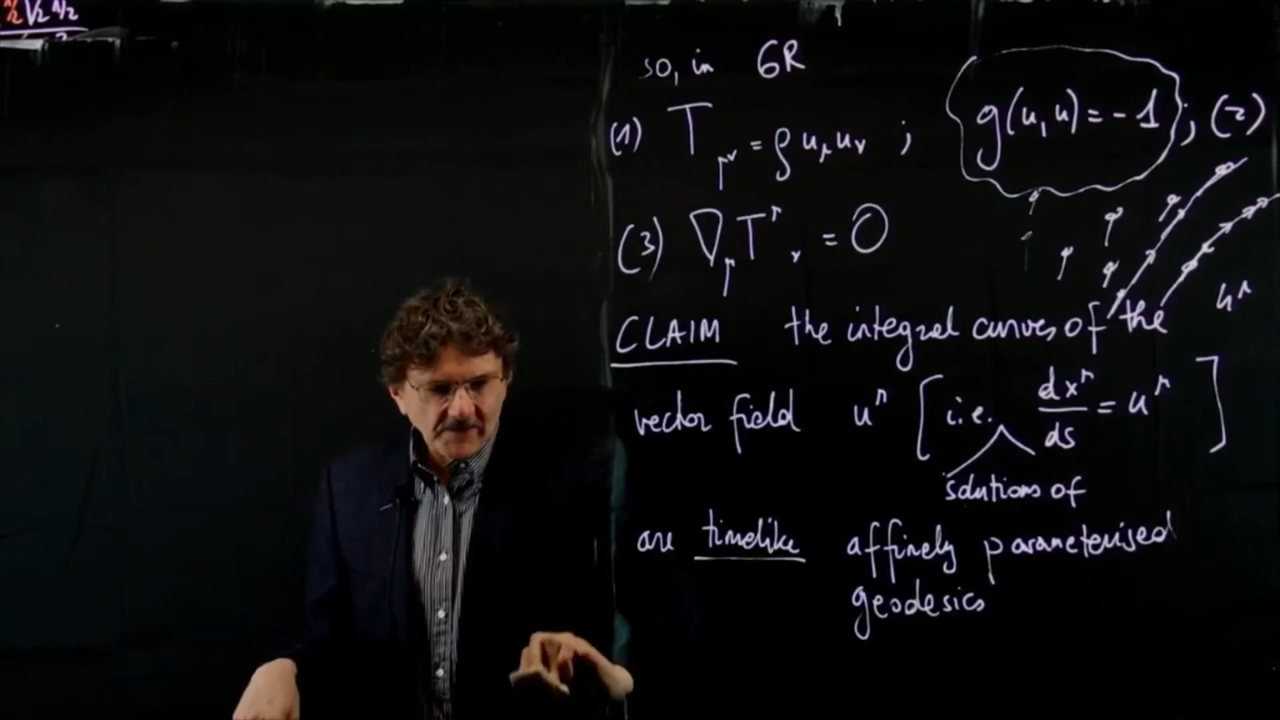 so, in GR
(1) T_{μν} = ρ u_μ u_ν ; g(u, u) = -1 ; (2)
(3) ∇_μ T^μ_ν = 0
CLAIM the integral curves of the u^μ
vector field u^μ [i.e. dx^μ/ds = u^μ]
solutions of
are timelike affinely parameterised
geodesics